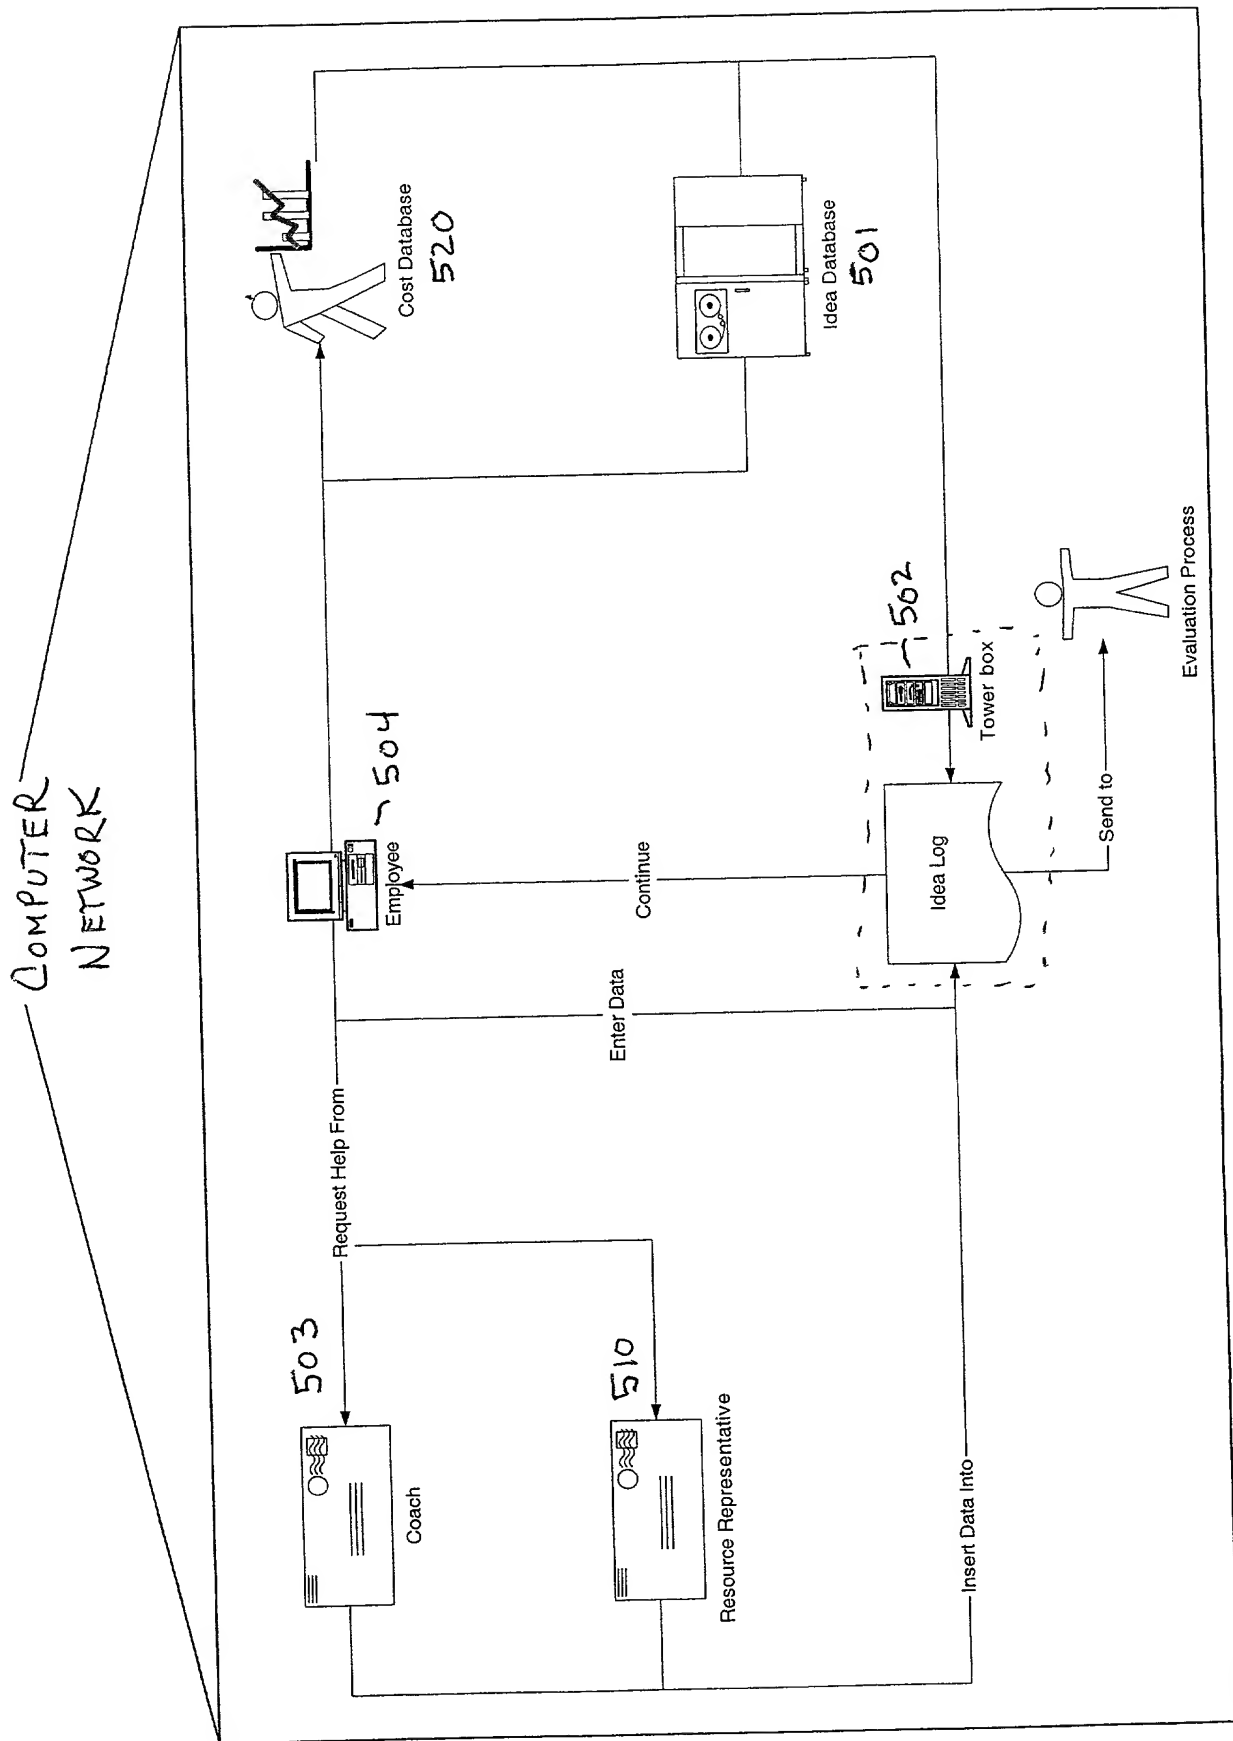 COMPUTER
NETWORK
503
Coach
510
Resource Representative
Request Help From
Insert Data Into
Enter Data
504
Employee
Continue
Idea Log
502
Tower box
Send to
Evaluation Process
Cost Database
520
Idea Database
501